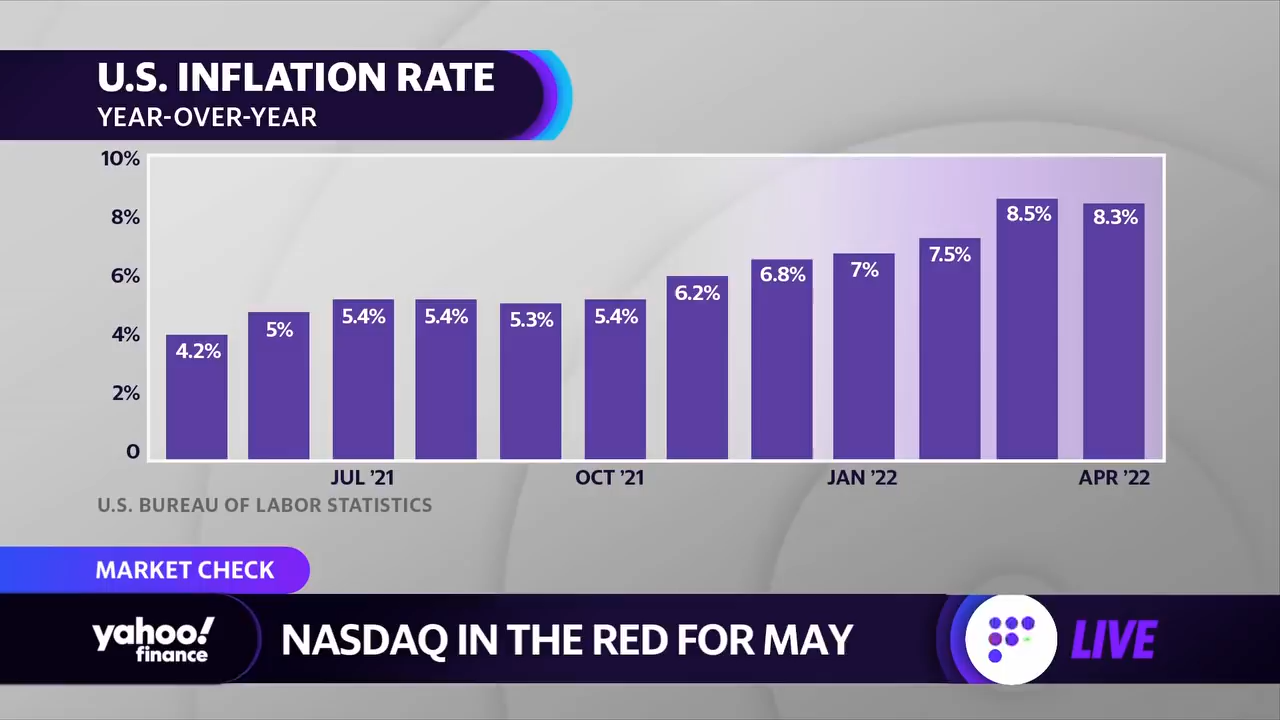 U.S. INFLATION RATE
YEAR-OVER-YEAR
10%
8%
6%
4%
2%
0
4.2%
5%
5.4%
5.4%
5.3%
5.4%
6.2%
6.8%
7%
7.5%
8.5%
8.3%
JUL ’21
OCT ’21
JAN ’22
APR ’22
U.S. BUREAU OF LABOR STATISTICS
MARKET CHECK
yahoo!
finance
NASDAQ IN THE RED FOR MAY
LIVE